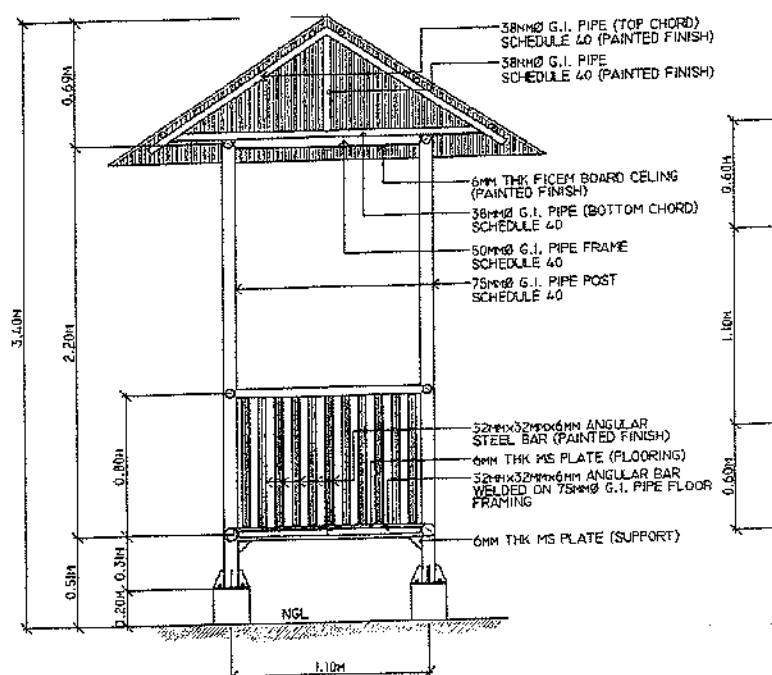 38MMØ G.I. PIPE (TOP CHORD)
SCHEDULE 40 (PAINTED FINISH)
38MMØ G.I. PIPE
SCHEDULE 40 (PAINTED FINISH)
6MM THK FICEM BOARD CELING
(PAINTED FINISH)
38MMØ G.I. PIPE (BOTTOM CHORD)
SCHEDULE 40
50MMØ G.I. PIPE FRAME
SCHEDULE 40
75MMØ G.I. PIPE POST
SCHEDULE 40
32MMX32MMX6MM ANGULAR
STEEL BAR (PAINTED FINISH)
6MM THK MS PLATE (FLOORING)
32MMX32MMX6MM ANGULAR BAR
WELDED ON 75MMØ G.I. PIPE FLOOR
FRAMING
6MM THK MS PLATE (SUPPORT)
NGL
3.40M
0.69M
2.20M
0.51M
0.80M
0.31M
0.20M
1.10M
0.60M
1.10M
0.60M